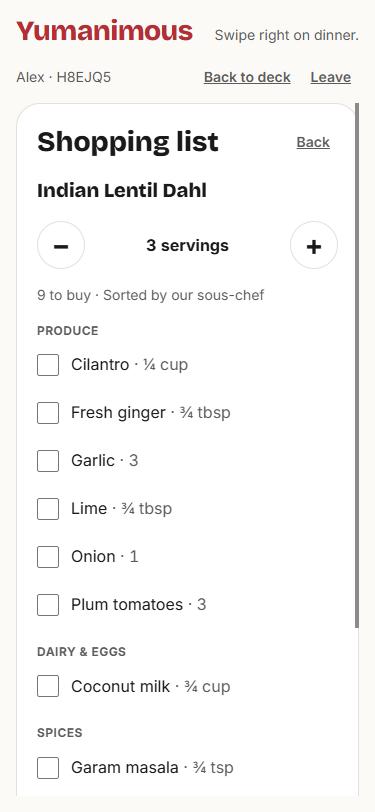 Yumanimous Swipe right on dinner.
Alex · H8EJQ5 Back to deck Leave
Shopping list Back
Indian Lentil Dahl
− 3 servings +
9 to buy · Sorted by our sous-chef
PRODUCE
Cilantro · ¼ cup
Fresh ginger · ¾ tbsp
Garlic · 3
Lime · ¾ tbsp
Onion · 1
Plum tomatoes · 3
DAIRY & EGGS
Coconut milk · ¾ cup
SPICES
Garam masala · ¾ tsp